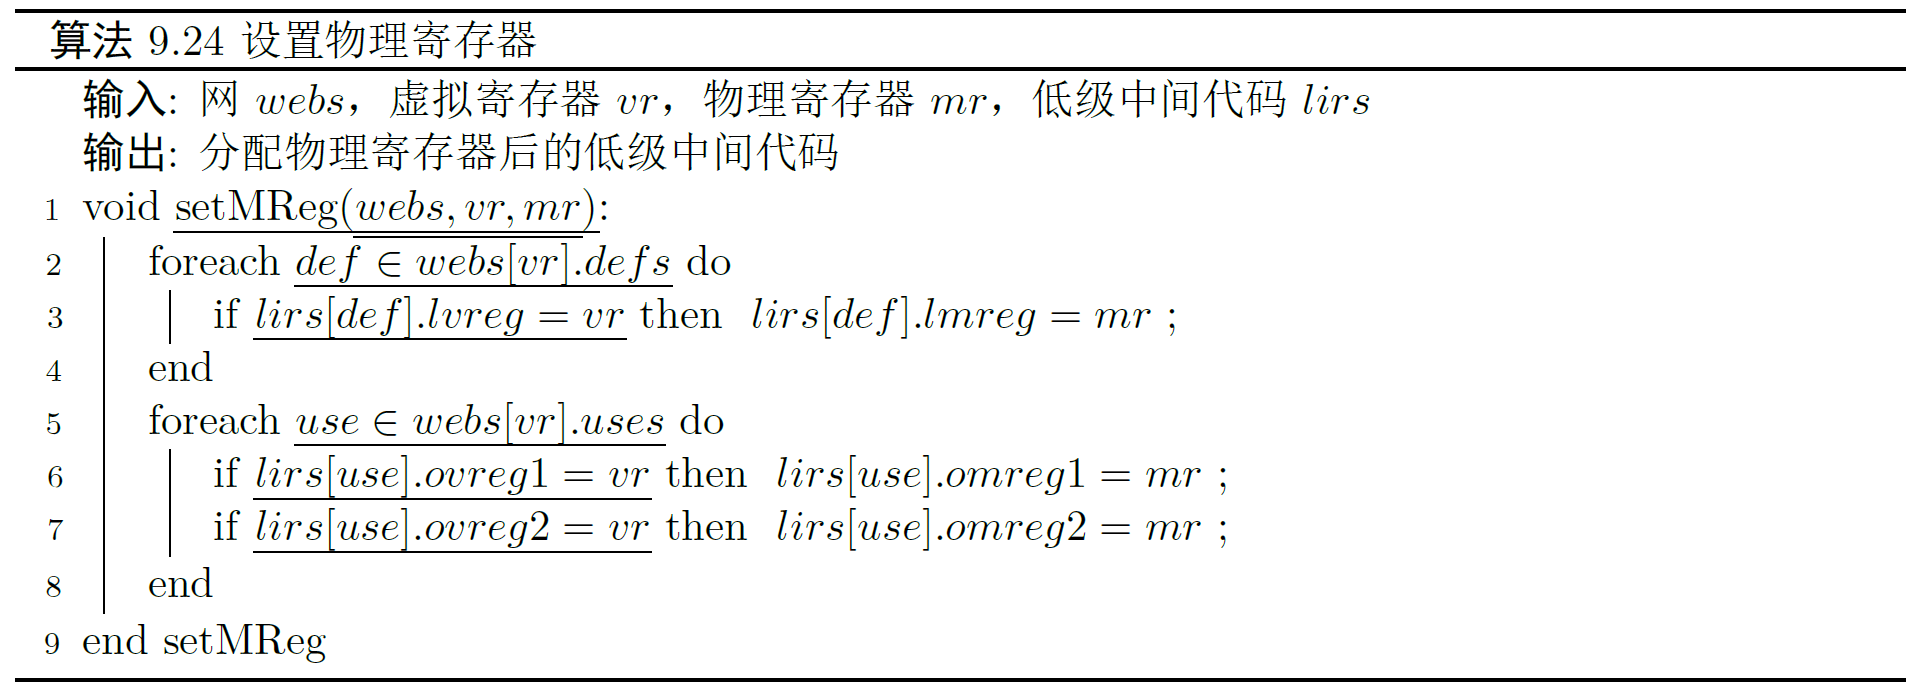 算法 9.24 设置物理寄存器
输入: 网 webs，虚拟寄存器 vr，物理寄存器 mr，低级中间代码 lirs
输出: 分配物理寄存器后的低级中间代码
1 void setMReg(webs, vr, mr):
2 foreach def ∈ webs[vr].defs do
3 if lirs[def].lvreg = vr then lirs[def].lmreg = mr ;
4 end
5 foreach use ∈ webs[vr].uses do
6 if lirs[use].ovreg1 = vr then lirs[use].omreg1 = mr ;
7 if lirs[use].ovreg2 = vr then lirs[use].omreg2 = mr ;
8 end
9 end setMReg